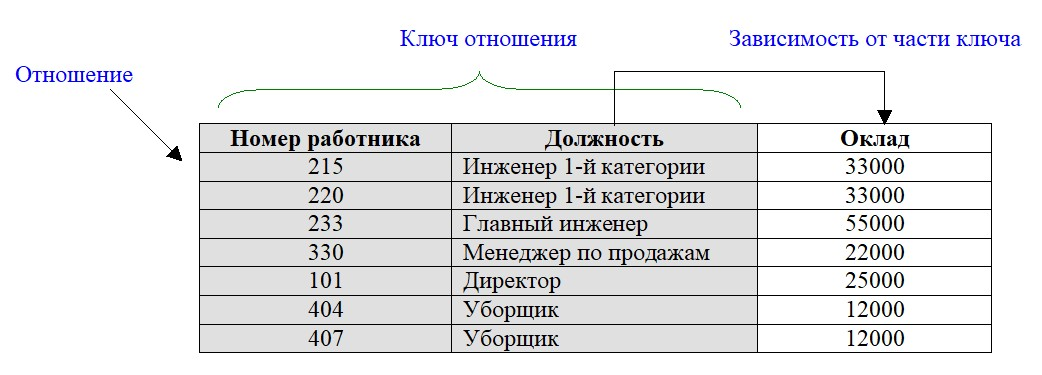 Ключ отношения
Зависимость от части ключа
Отношение
Номер работника Должность Оклад
215 Инженер 1-й категории 33000
220 Инженер 1-й категории 33000
233 Главный инженер 55000
330 Менеджер по продажам 22000
101 Директор 25000
404 Уборщик 12000
407 Уборщик 12000